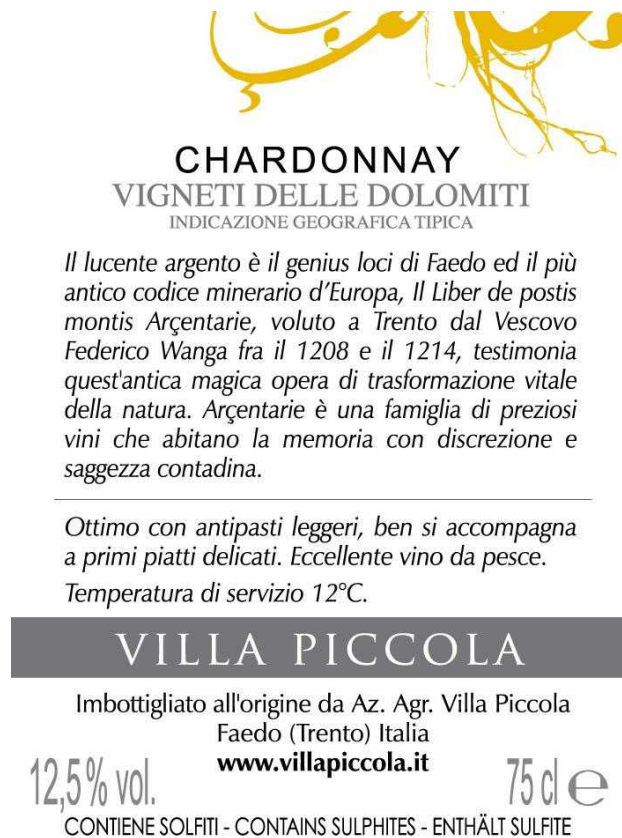 CHARDONNAY
VIGNETI DELLE DOLOMITI
INDICAZIONE GEOGRAFICA TIPICA
Il lucente argento è il genius loci di Faedo ed il più
antico codice minerario d'Europa, Il Liber de postis
montis Arçentarie, voluto a Trento dal Vescovo
Federico Wanga fra il 1208 e il 1214, testimonia
quest'antica magica opera di trasformazione vitale
della natura. Arçentarie è una famiglia di preziosi
vini che abitano la memoria con discrezione e
saggezza contadina.
Ottimo con antipasti leggeri, ben si accompagna
a primi piatti delicati. Eccellente vino da pesce.
Temperatura di servizio 12°C.
VILLA PICCOLA
Imbottigliato all'origine da Az. Agr. Villa Piccola
Faedo (Trento) Italia
www.villapiccola.it
12,5% vol.
75 cl ℮
CONTIENE SOLFITI - CONTAINS SULPHITES - ENTHÄLT SULFITE